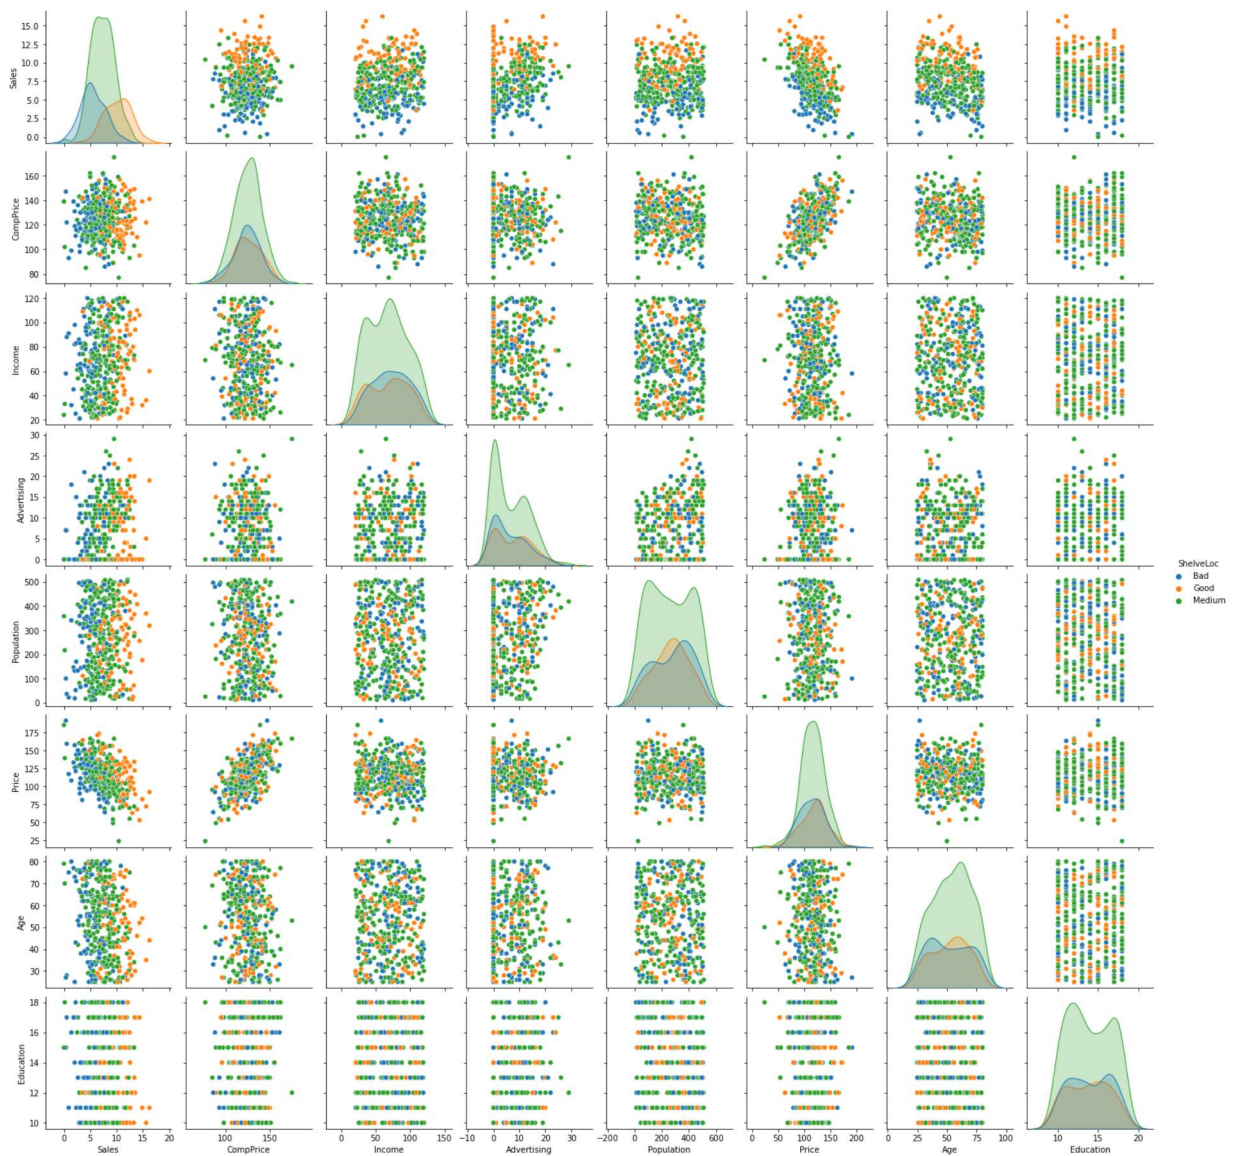 15.0
12.5
10.0
7.5
5.0
2.5
0.0
Sales
160
140
120
100
80
CompPrice
120
100
80
60
40
20
Income
30
25
20
15
10
5
0
Advertising
500
400
300
200
100
0
Population
175
150
125
100
75
50
25
Price
80
70
60
50
40
30
Age
18
16
14
12
10
Education
0 5 10 15 20
100 150
0 50 100 150
−10 0 10 20 30
−200 0 200 400 600
0 50 100 150 200
0 25 50 75 100
10 15 20
Sales CompPrice Income Advertising Population Price Age Education
ShelveLoc
Bad
Good
Medium